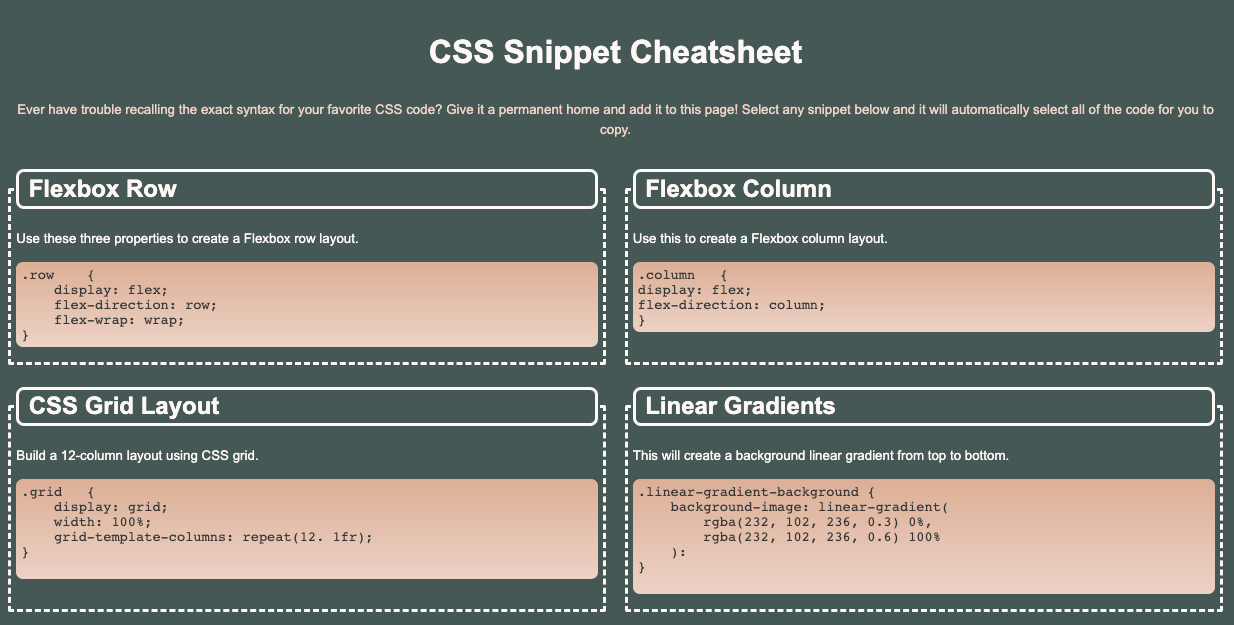 CSS Snippet Cheatsheet
Ever have trouble recalling the exact syntax for your favorite CSS code? Give it a permanent home and add it to this page! Select any snippet below and it will automatically select all of the code for you to
copy.
Flexbox Row
Use these three properties to create a Flexbox row layout.
.row    {
    display: flex;
    flex-direction: row;
    flex-wrap: wrap;
}
Flexbox Column
Use this to create a Flexbox column layout.
.column   {
display: flex;
flex-direction: column;
}
CSS Grid Layout
Build a 12-column layout using CSS grid.
.grid   {
    display: grid;
    width: 100%;
    grid-template-columns: repeat(12. 1fr);
}
Linear Gradients
This will create a background linear gradient from top to bottom.
.linear-gradient-background {
    background-image: linear-gradient(
        rgba(232, 102, 236, 0.3) 0%,
        rgba(232, 102, 236, 0.6) 100%
    ):
}